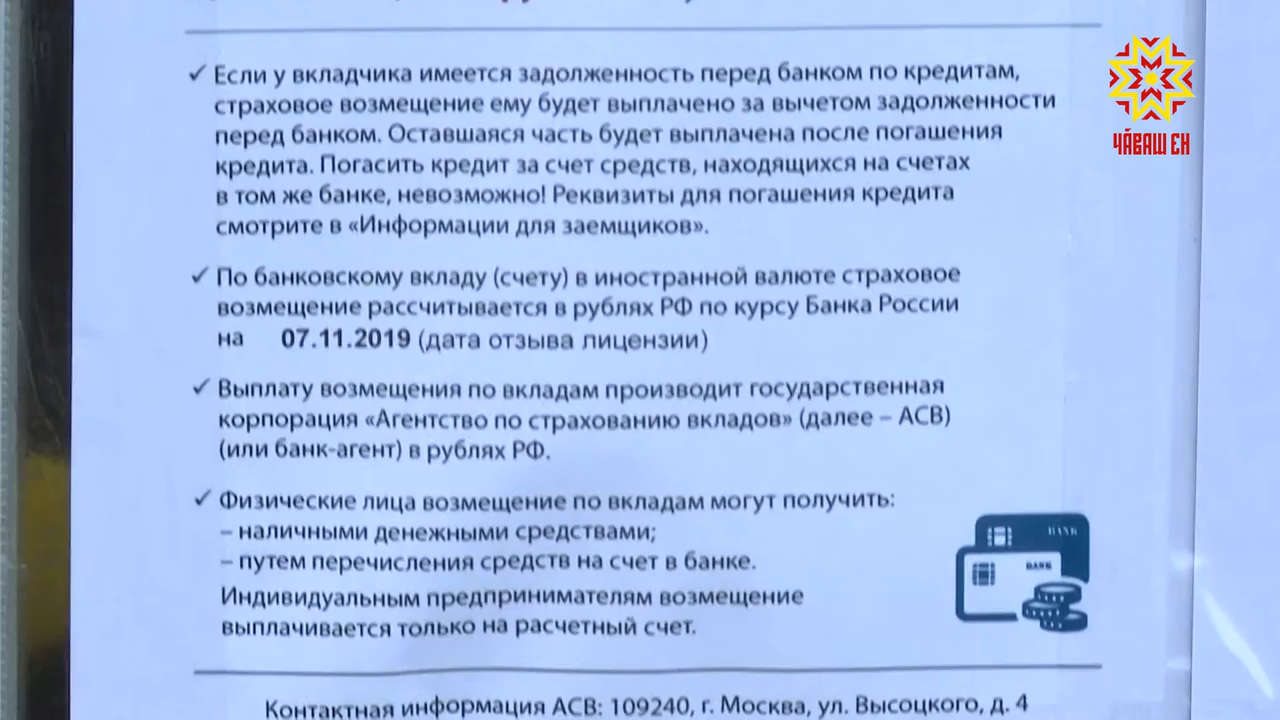 ✓ Если у вкладчика имеется задолженность перед банком по кредитам,
страховое возмещение ему будет выплачено за вычетом задолженности
перед банком. Оставшаяся часть будет выплачена после погашения
кредита. Погасить кредит за счет средств, находящихся на счетах
в том же банке, невозможно! Реквизиты для погашения кредита
смотрите в «Информации для заемщиков».
✓ По банковскому вкладу (счету) в иностранной валюте страховое
возмещение рассчитывается в рублях РФ по курсу Банка России
на 07.11.2019 (дата отзыва лицензии)
✓ Выплату возмещения по вкладам производит государственная
корпорация «Агентство по страхованию вкладов» (далее – АСВ)
(или банк-агент) в рублях РФ.
✓ Физические лица возмещение по вкладам могут получить:
– наличными денежными средствами;
– путем перечисления средств на счет в банке.
Индивидуальным предпринимателям возмещение
выплачивается только на расчетный счет.
BANK
BANK
Контактная информация АСВ: 109240, г. Москва, ул. Высоцкого, д. 4
ЧӐВАШ ЕН